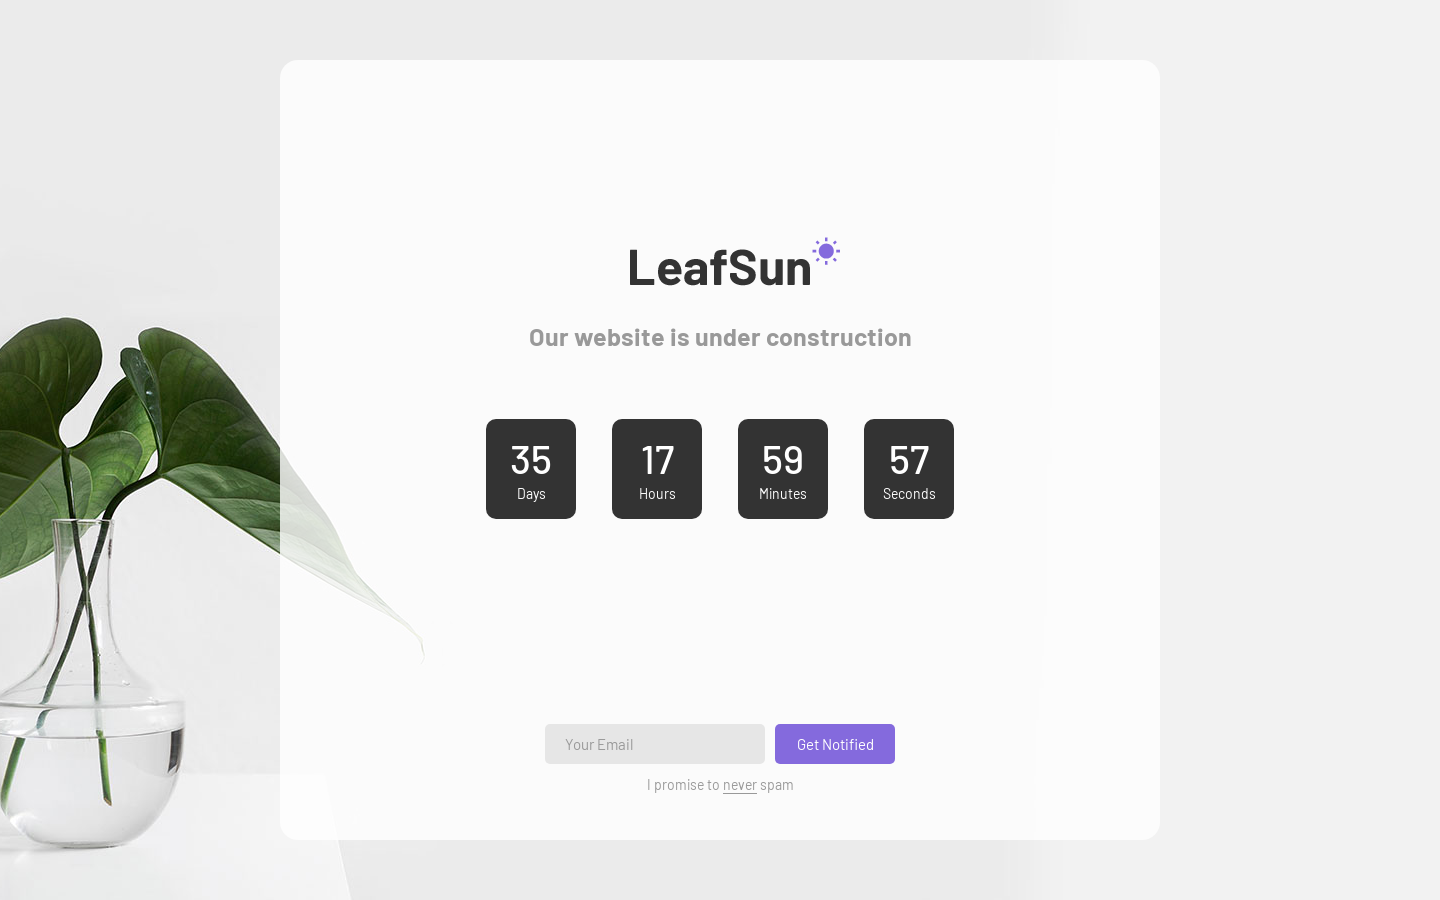 LeafSun
Our website is under construction
35 17 59 57
Days Hours Minutes Seconds
Your Email Get Notified
I promise to never spam